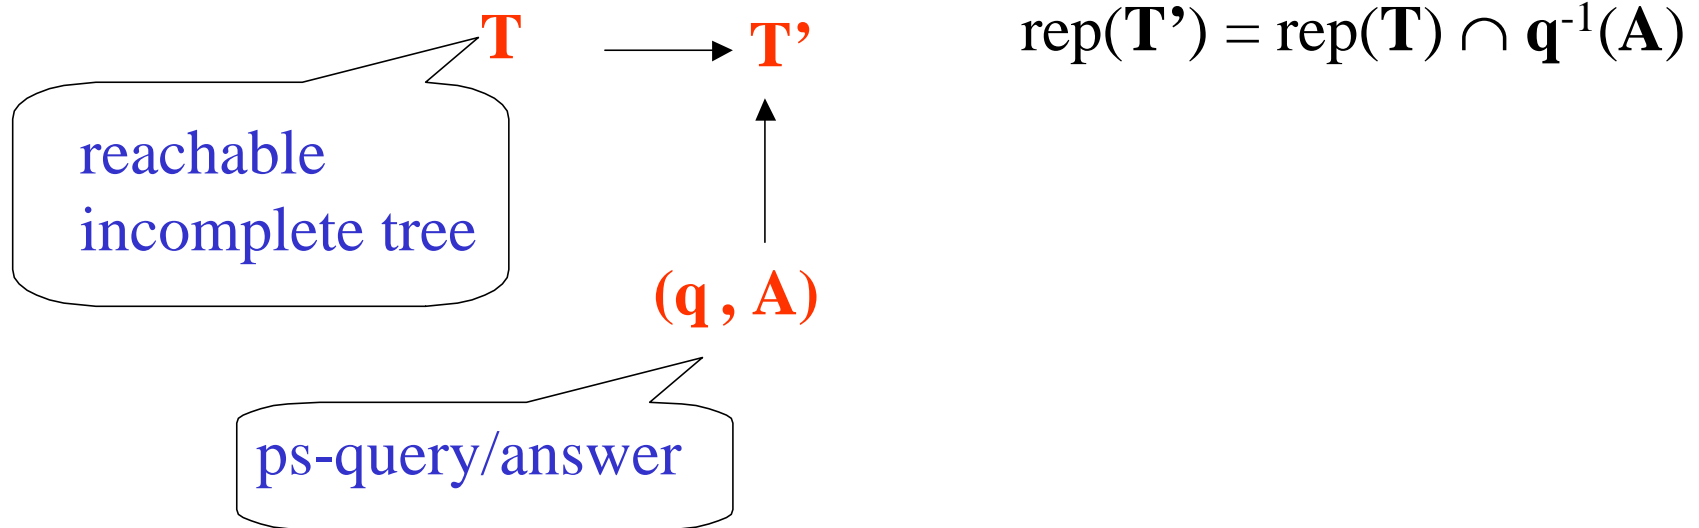 T T’ rep(T’) = rep(T) ∩ q⁻¹(A)
reachable
incomplete tree
(q , A)
ps-query/answer